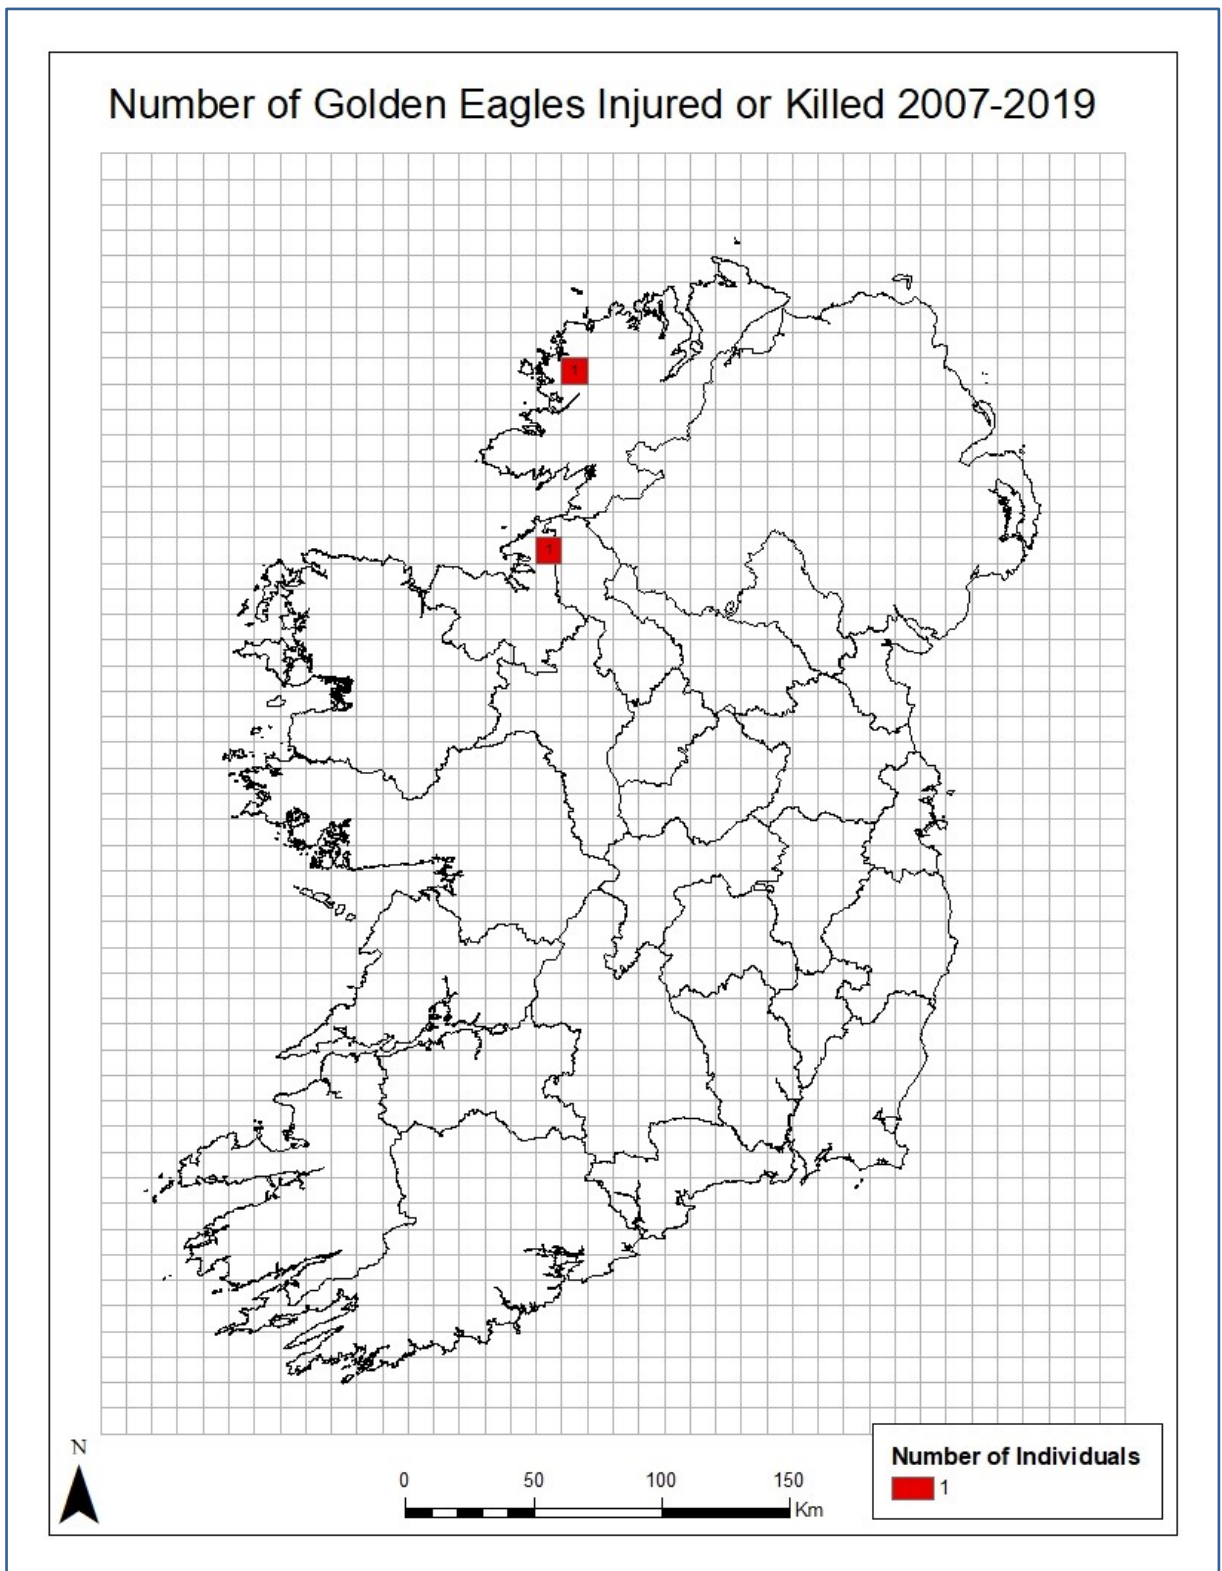 Number of Golden Eagles Injured or Killed 2007-2019
1
1
N
0 50 100 150
Km
Number of Individuals
1